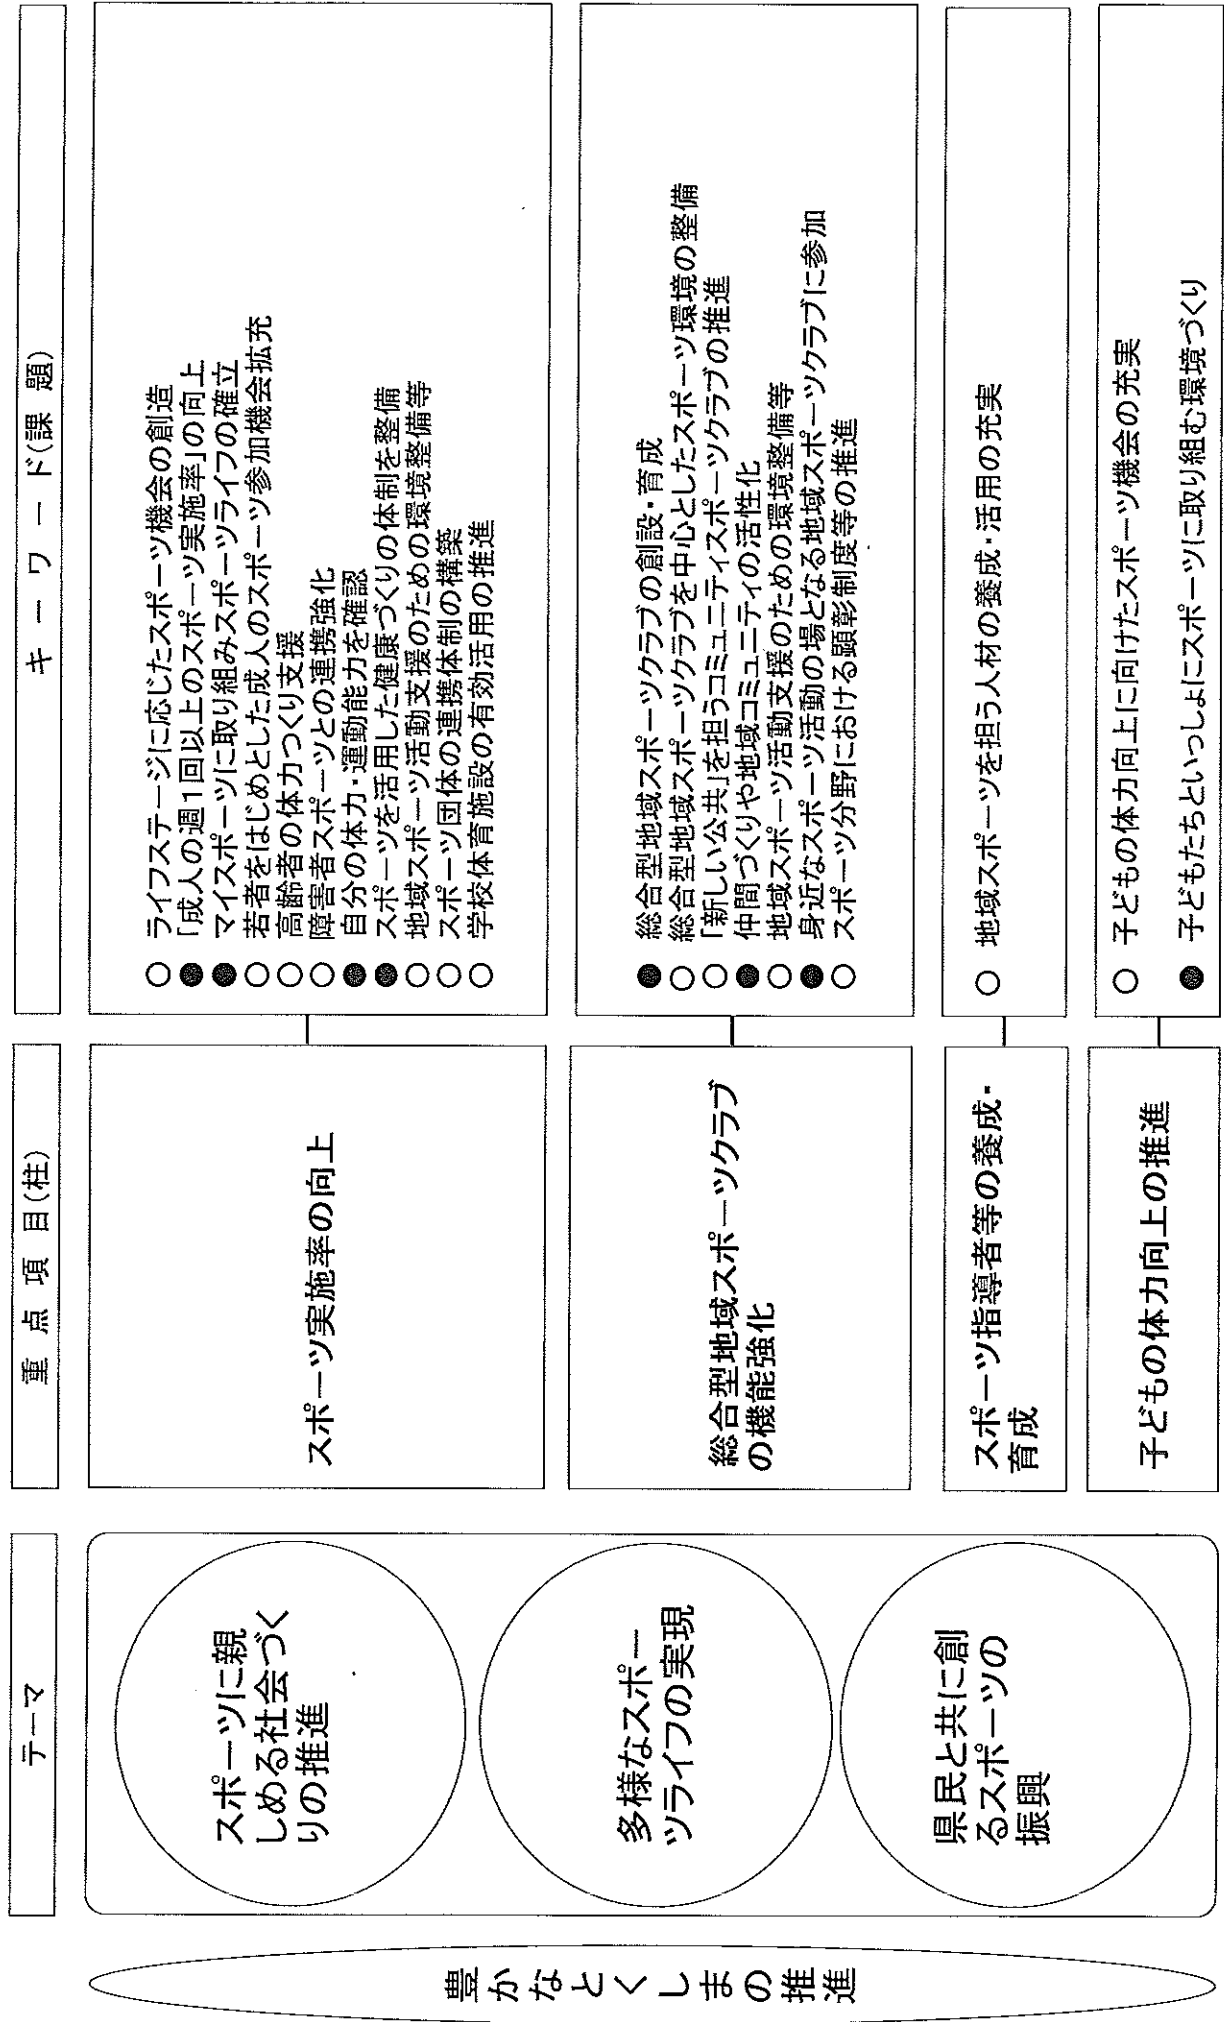 豊かなとくしまの推進
テーマ
スポーツに親
しめる社会づく
りの推進
多様なスポー
ツライフの実現
県民と共に創
るスポーツの
振興
重 点 項 目(柱)
スポーツ実施率の向上
総合型地域スポーツクラブ
の機能強化
スポーツ指導者等の養成・
育成
子どもの体力向上の推進
キ ー ワ ー ド(課 題)
○ ライフステージに応じたスポーツ機会の創造
● 「成人の週1回以上のスポーツ実施率」の向上
● マイスポーツに取り組みスポーツライフの確立
○ 若者をはじめとした成人のスポーツ参加機会拡充
○ 高齢者の体力つくり支援
○ 障害者スポーツとの連携強化
● 自分の体力・運動能力を確認
● スポーツを活用した健康づくりの体制を整備
○ 地域スポーツ活動支援のための環境整備等
○ スポーツ団体の連携体制の構築
○ 学校体育施設の有効活用の推進
● 総合型地域スポーツクラブの創設・育成
○ 総合型地域スポーツクラブを中心としたスポーツ環境の整備
○ 「新しい公共」を担うコミュニティスポーツクラブの推進
● 仲間づくりや地域コミュニティの活性化
○ 地域スポーツ活動支援のための環境整備等
● 身近なスポーツ活動の場となる地域スポーツクラブに参加
○ スポーツ分野における顕彰制度等の推進
○ 地域スポーツを担う人材の養成・活用の充実
○ 子どもの体力向上に向けたスポーツ機会の充実
● 子どもたちといっしょにスポーツに取り組む環境づくり